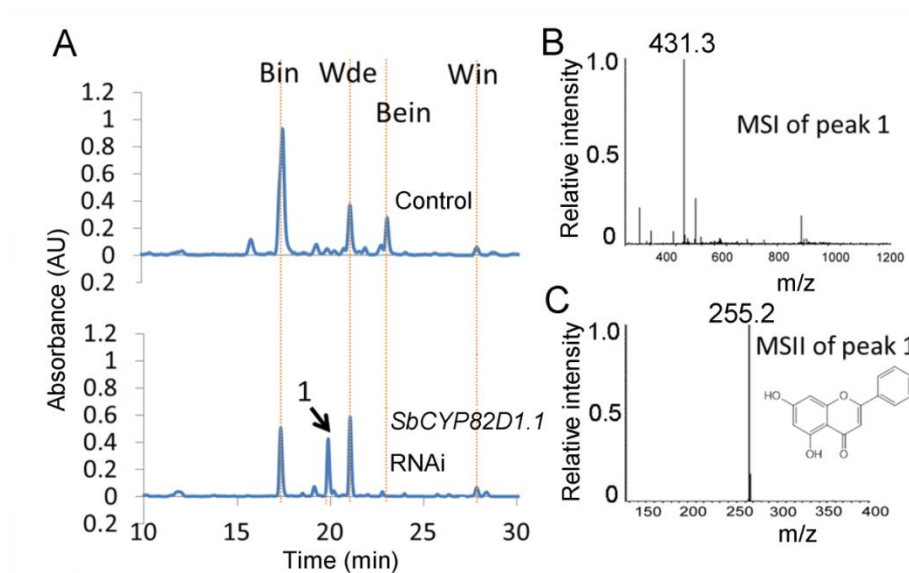 A
Bin
Wde
Win
Bein
1.2
1
0.8
0.6
0.4
0.2
0
0.2
Control
Absorbance (AU)
1.2
1
0.8
0.6
0.4
0.2
0
0.2
1
SbCYP82D1.1
RNAi
10
15
20
25
30
Time (min)
B
431.3
1.0
0.5
0
Relative intensity
MSI of peak 1
400
600
800
1000
1200
m/z
C
255.2
1.0
0.5
0
Relative intensity
MSII of peak 1
HO
O
OH
O
150
200
250
300
350
400
m/z